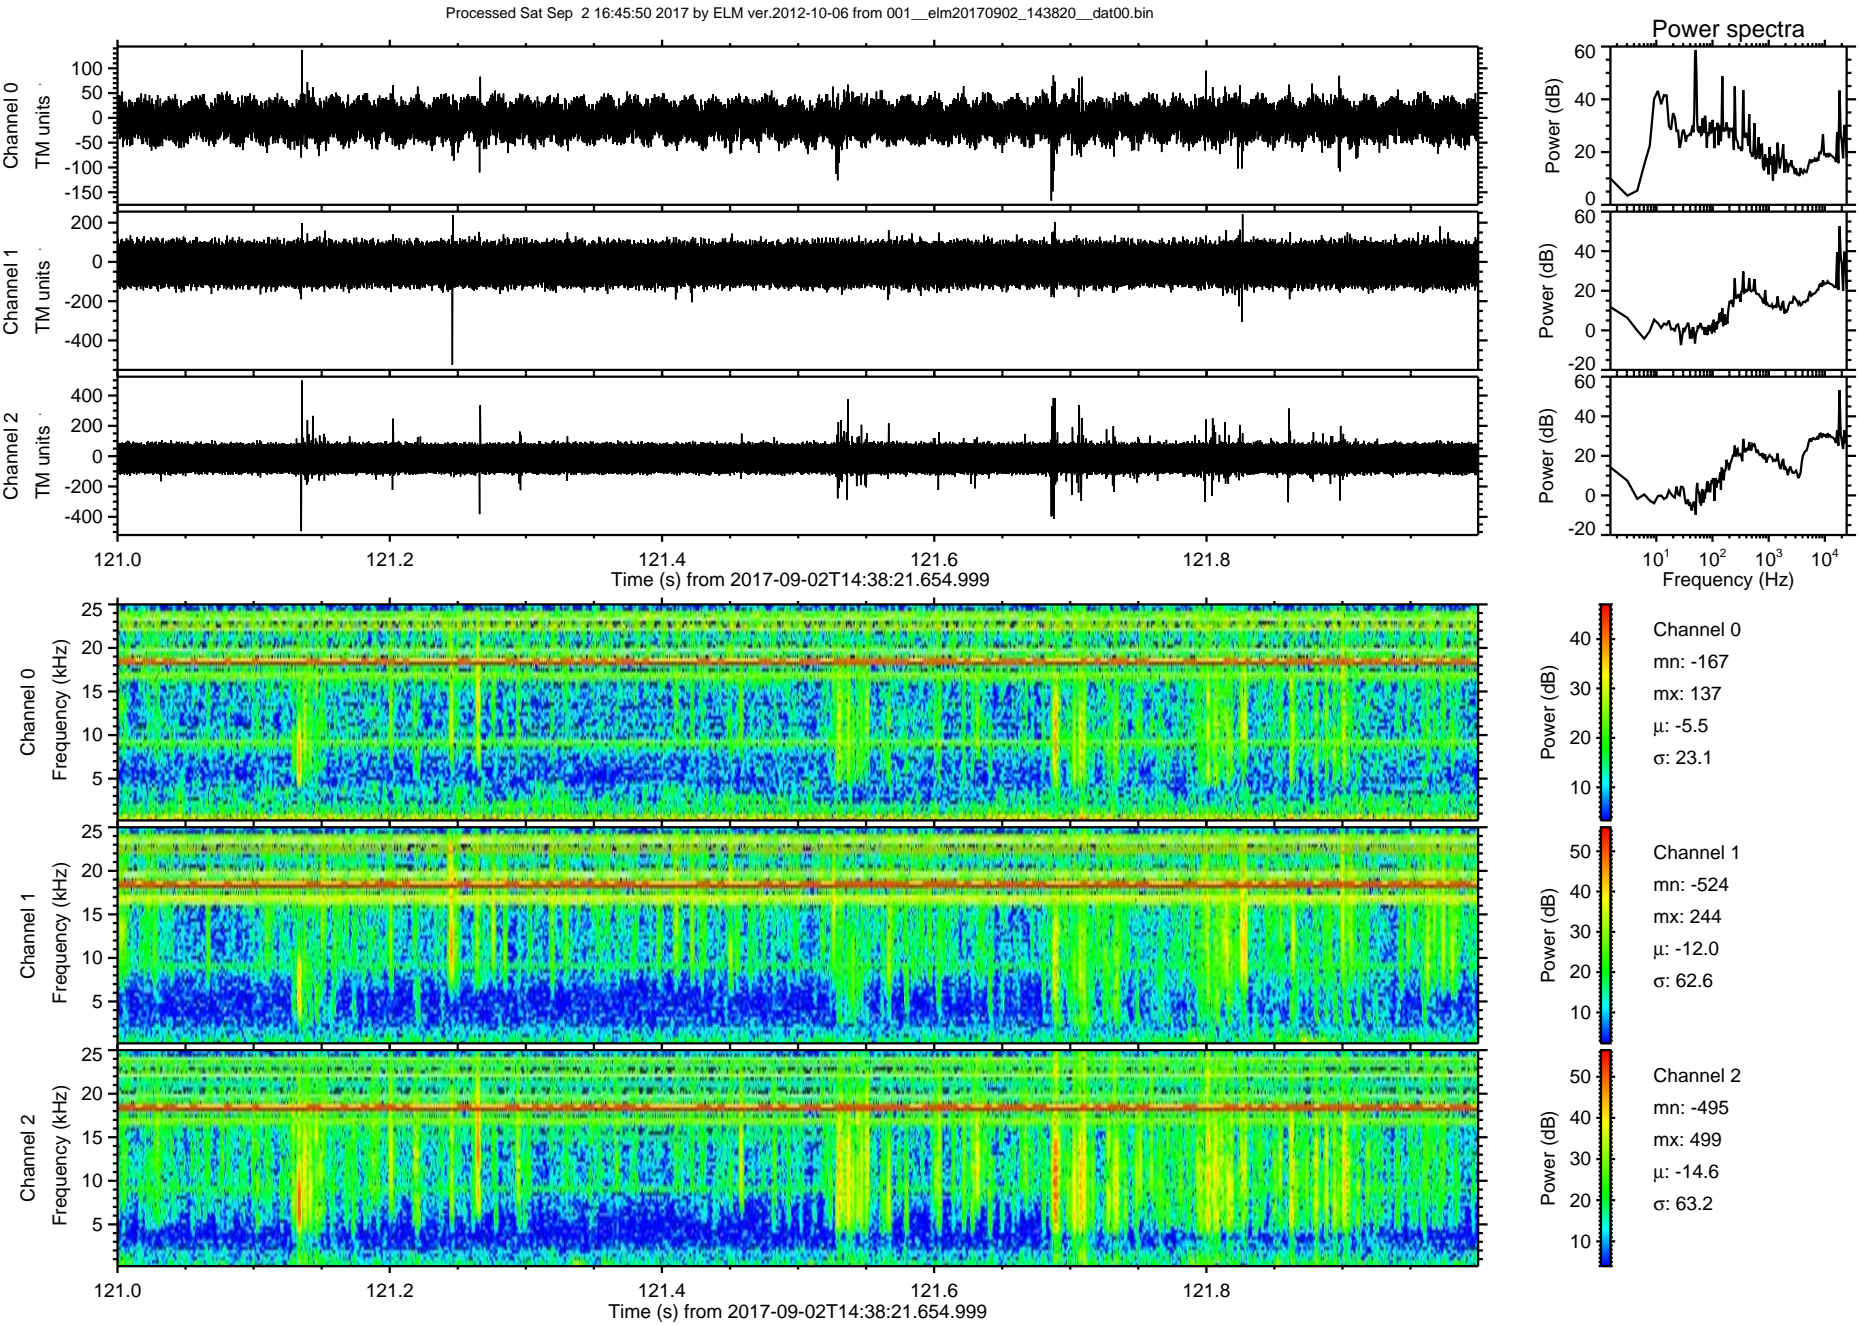 Processed Sat Sep 2 16:45:50 2017 by ELM ver.2012-10-06 from 001__elm20170902_143820__dat00.bin
Power spectra
Channel 0
TM units
100
50
0
-50
-100
-150
Power (dB)
60
40
20
0
Channel 1
TM units
200
0
-200
-400
Power (dB)
60
40
20
0
-20
Channel 2
TM units
400
200
0
-200
-400
Power (dB)
60
40
20
0
-20
121.0 121.2 121.4 121.6 121.8
Time (s) from 2017-09-02T14:38:21.654.999
10¹ 10² 10³ 10⁴
Frequency (Hz)
Channel 0
Frequency (kHz)
25
20
15
10
5
Power (dB)
40
30
20
10
Channel 0
mn: -167
mx: 137
μ: -5.5
σ: 23.1
Channel 1
Frequency (kHz)
25
20
15
10
5
Power (dB)
50
40
30
20
10
Channel 1
mn: -524
mx: 244
μ: -12.0
σ: 62.6
Channel 2
Frequency (kHz)
25
20
15
10
5
Power (dB)
50
40
30
20
10
Channel 2
mn: -495
mx: 499
μ: -14.6
σ: 63.2
121.0 121.2 121.4 121.6 121.8
Time (s) from 2017-09-02T14:38:21.654.999